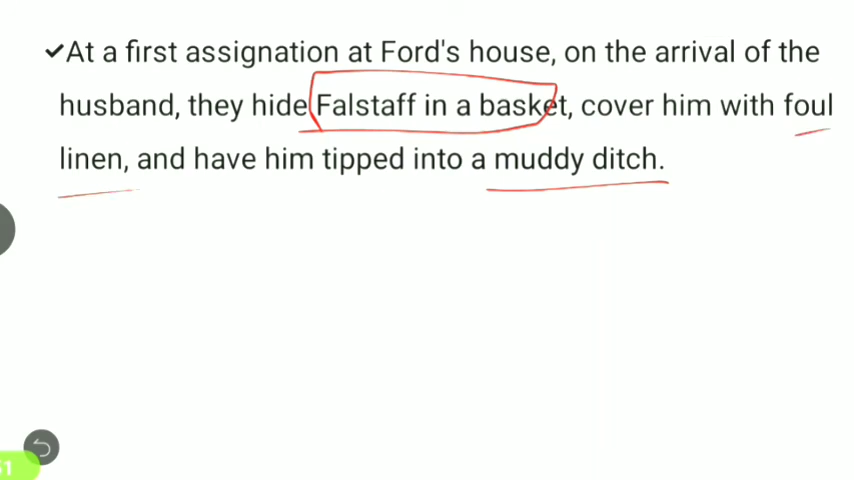 ✔At a first assignation at Ford's house, on the arrival of the
husband, they hide Falstaff in a basket, cover him with foul
linen, and have him tipped into a muddy ditch.
51